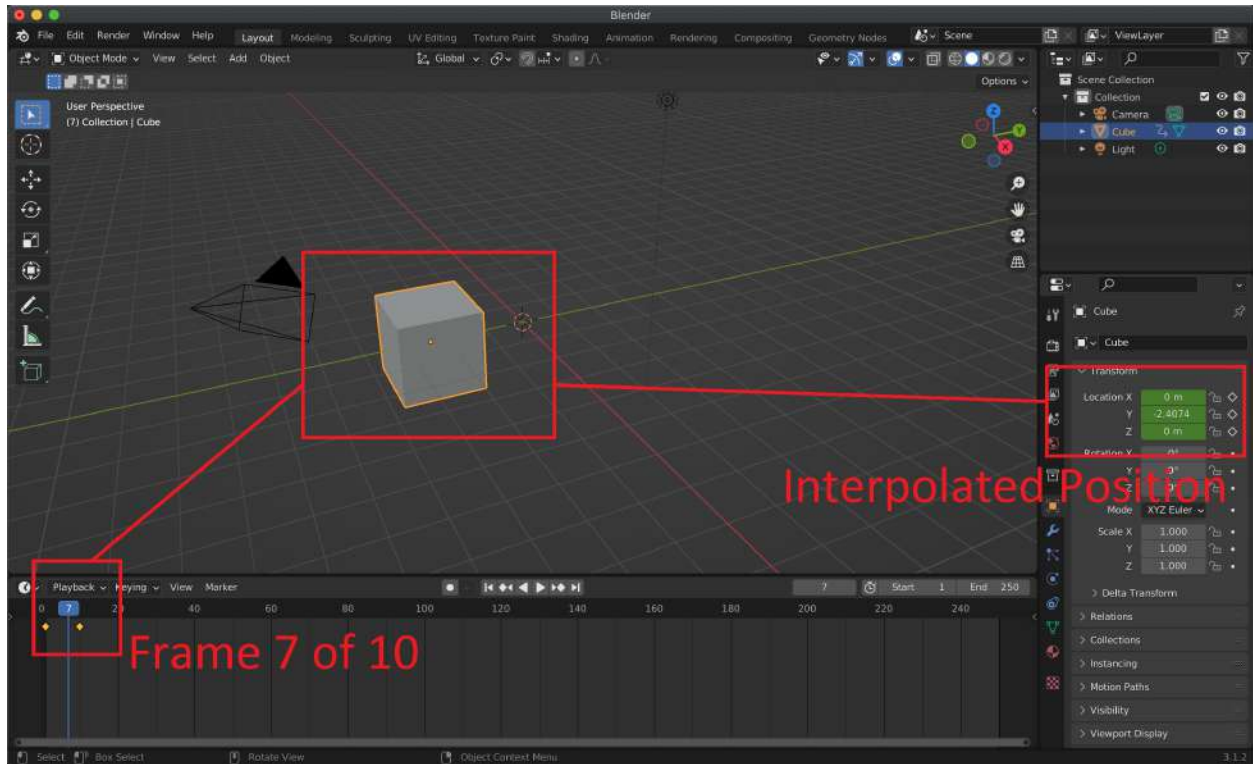 Blender
File Edit Render Window Help Layout Modeling Sculpting UV Editing Texture Paint Shading Animation Rendering Compositing Geometry Nodes Scene ViewLayer
Object Mode View Select Add Object Global
Options
User Perspective
(7) Collection | Cube
Z
Y
X
Scene Collection
Collection
Camera
Cube
Light
Cube
Cube
Transform
Location X 0 m
Y -2.4074
Z 0 m
Rotation X 0°
Y 0°
Z 0°
Interpolated Position
Mode XYZ Euler
Scale X 1.000
Y 1.000
Z 1.000
Delta Transform
Relations
Collections
Instancing
Motion Paths
Visibility
Viewport Display
Playback Keying View Marker 7 Start 1 End 250
0 7 20 40 60 80 100 120 140 160 180 200 220 240
Frame 7 of 10
Select Box Select Rotate View Object Context Menu 3.1.2